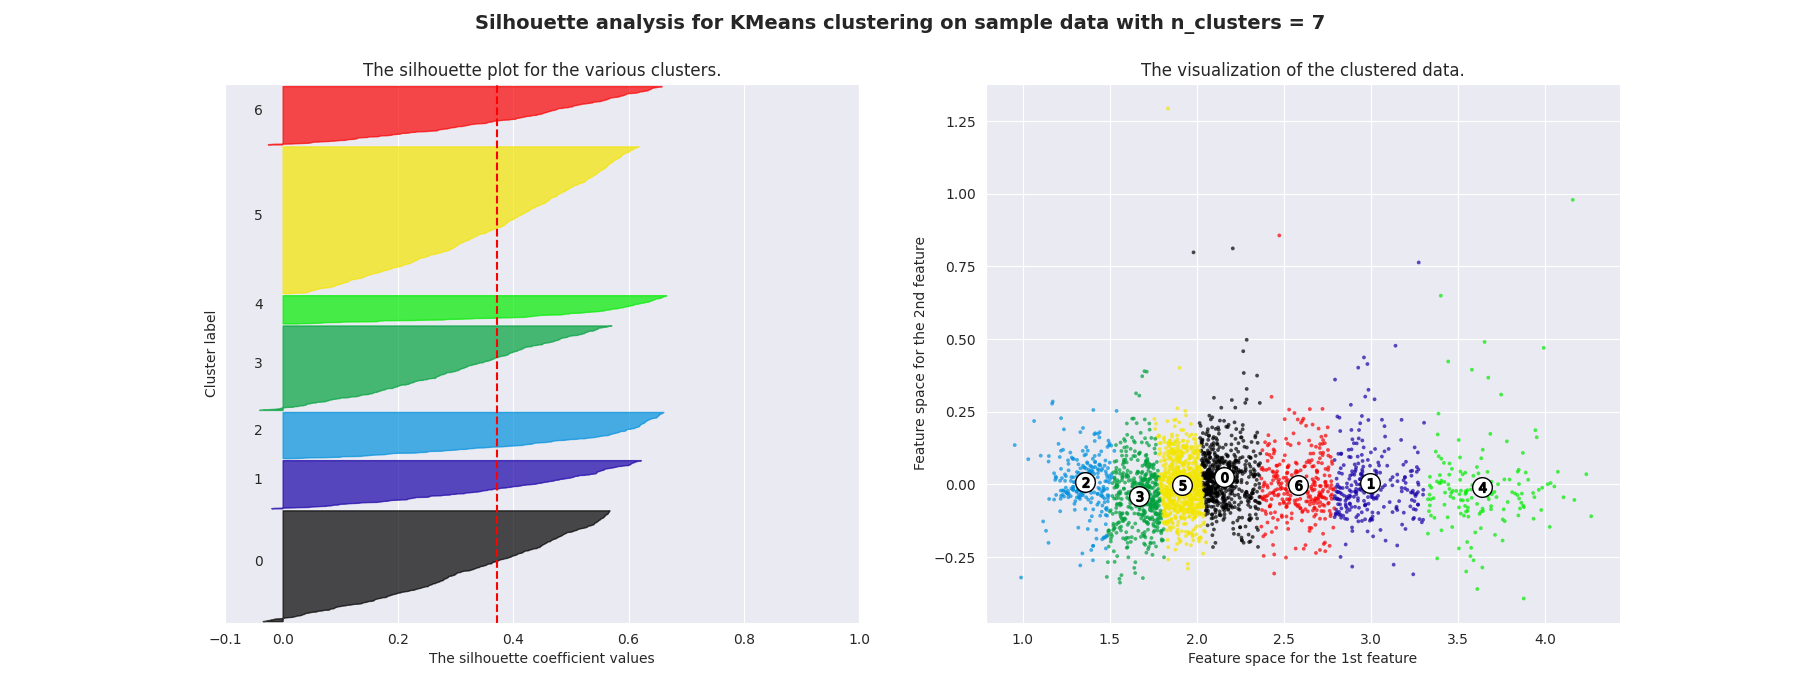 Silhouette analysis for KMeans clustering on sample data with n_clusters = 7
The silhouette plot for the various clusters.
6
5
4
3
2
1
0
Cluster label
−0.1 0.0 0.2 0.4 0.6 0.8 1.0
The silhouette coefficient values
The visualization of the clustered data.
1.25
1.00
0.75
0.50
0.25
0.00
−0.25
Feature space for the 2nd feature
2 3 5 0 6 1 4
1.0 1.5 2.0 2.5 3.0 3.5 4.0
Feature space for the 1st feature